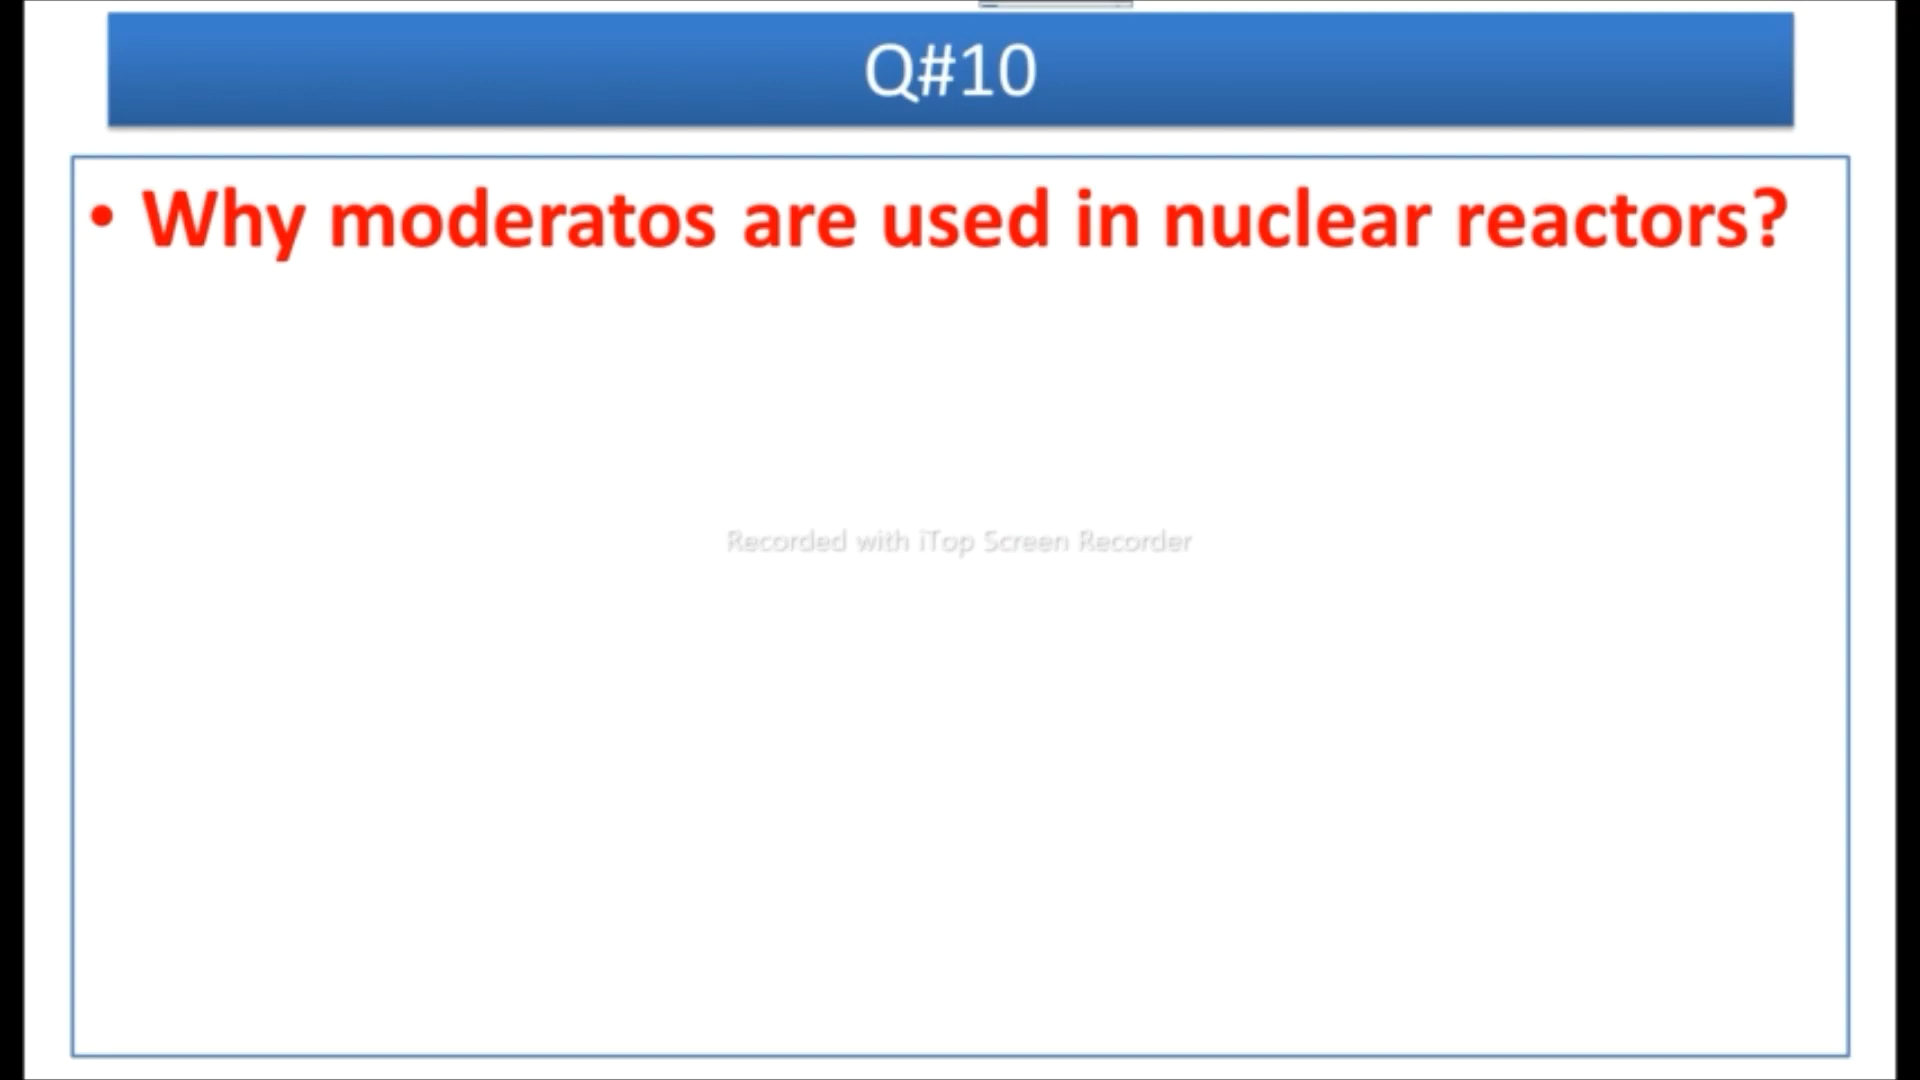 Q#10
• Why moderatos are used in nuclear reactors?
Recorded with iTop Screen Recorder